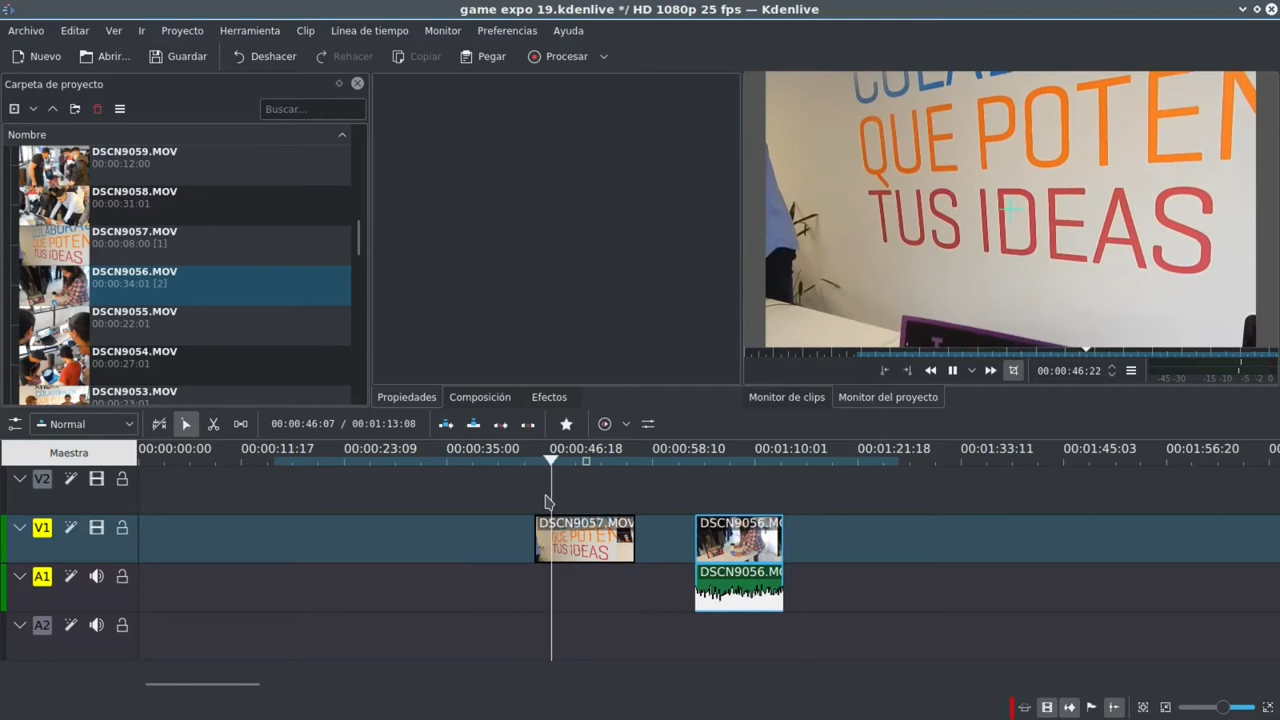 game expo 19.kdenlive */ HD 1080p 25 fps — Kdenlive
Archivo Editar Ver Ir Proyecto Herramienta Clip Línea de tiempo Monitor Preferencias Ayuda
Nuevo Abrir... Guardar Deshacer Rehacer Copiar Pegar Procesar
Carpeta de proyecto
Buscar...
Nombre
DSCN9059.MOV
00:00:12:00
DSCN9058.MOV
00:00:31:01
DSCN9057.MOV
00:00:08:00 [1]
DSCN9056.MOV
00:00:34:01 [2]
DSCN9055.MOV
00:00:22:01
DSCN9054.MOV
00:00:27:01
DSCN9053.MOV
QUE POTEN
TUS IDEAS
00:00:46:22
-45 -30 -15 -10 -5 -2 0
Propiedades Composición Efectos
Monitor de clips Monitor del proyecto
Normal
00:00:46:07 / 00:01:13:08
Maestra
00:00:00:00 00:00:11:17 00:00:23:09 00:00:35:00 00:00:46:18 00:00:58:10 00:01:10:01 00:01:21:18 00:01:33:11 00:01:45:03 00:01:56:20 00:
V2
V1
DSCN9057.MOV
DSCN9056.MO
A1
DSCN9056.MO
A2